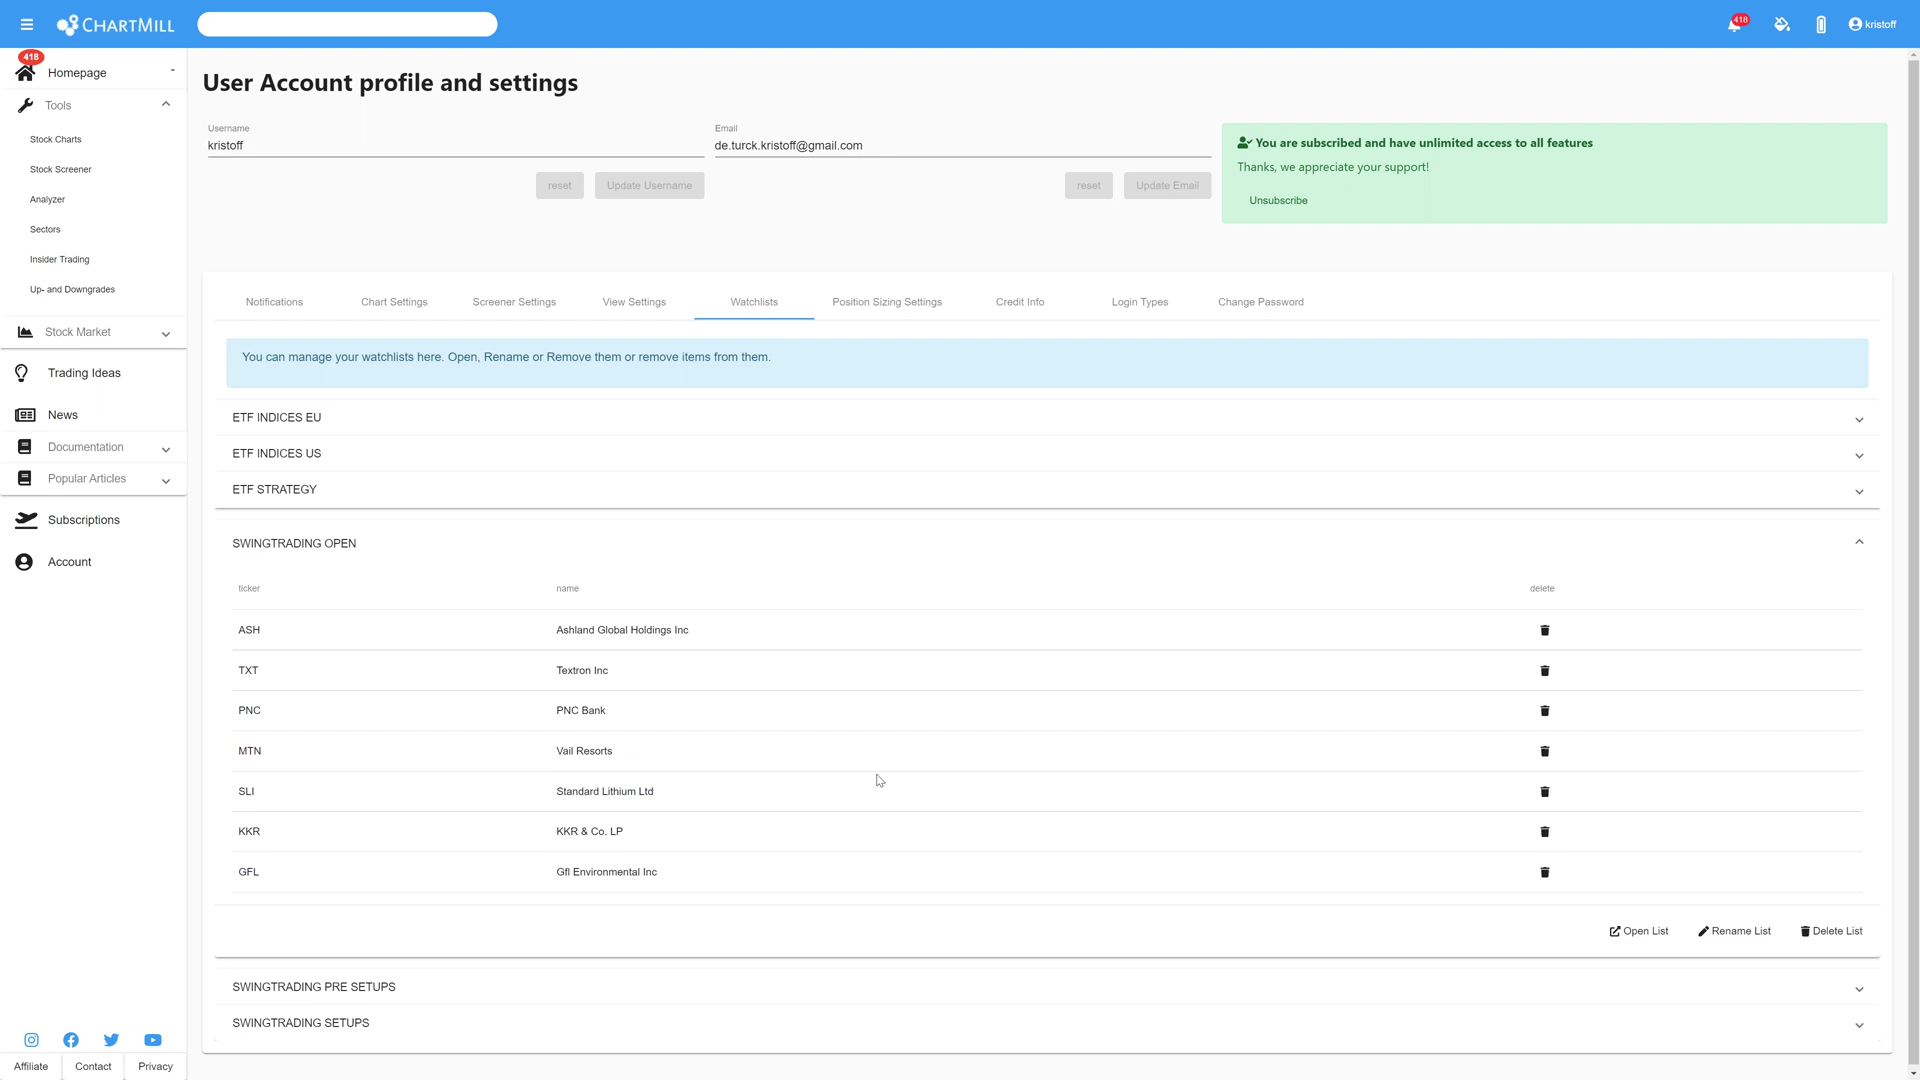 CHARTMILL
418
kristoff
418
Homepage
Tools
Stock Charts
Stock Screener
Analyzer
Sectors
Insider Trading
Up- and Downgrades
Stock Market
Trading Ideas
News
Documentation
Popular Articles
Subscriptions
Account
Affiliate
Contact
Privacy
User Account profile and settings
Username
kristoff
reset
Update Username
Email
de.turck.kristoff@gmail.com
reset
Update Email
You are subscribed and have unlimited access to all features
Thanks, we appreciate your support!
Unsubscribe
Notifications
Chart Settings
Screener Settings
View Settings
Watchlists
Position Sizing Settings
Credit Info
Login Types
Change Password
You can manage your watchlists here. Open, Rename or Remove them or remove items from them.
ETF INDICES EU
ETF INDICES US
ETF STRATEGY
SWINGTRADING OPEN
ticker name delete
ASH Ashland Global Holdings Inc
TXT Textron Inc
PNC PNC Bank
MTN Vail Resorts
SLI Standard Lithium Ltd
KKR KKR & Co. LP
GFL Gfl Environmental Inc
Open List Rename List Delete List
SWINGTRADING PRE SETUPS
SWINGTRADING SETUPS